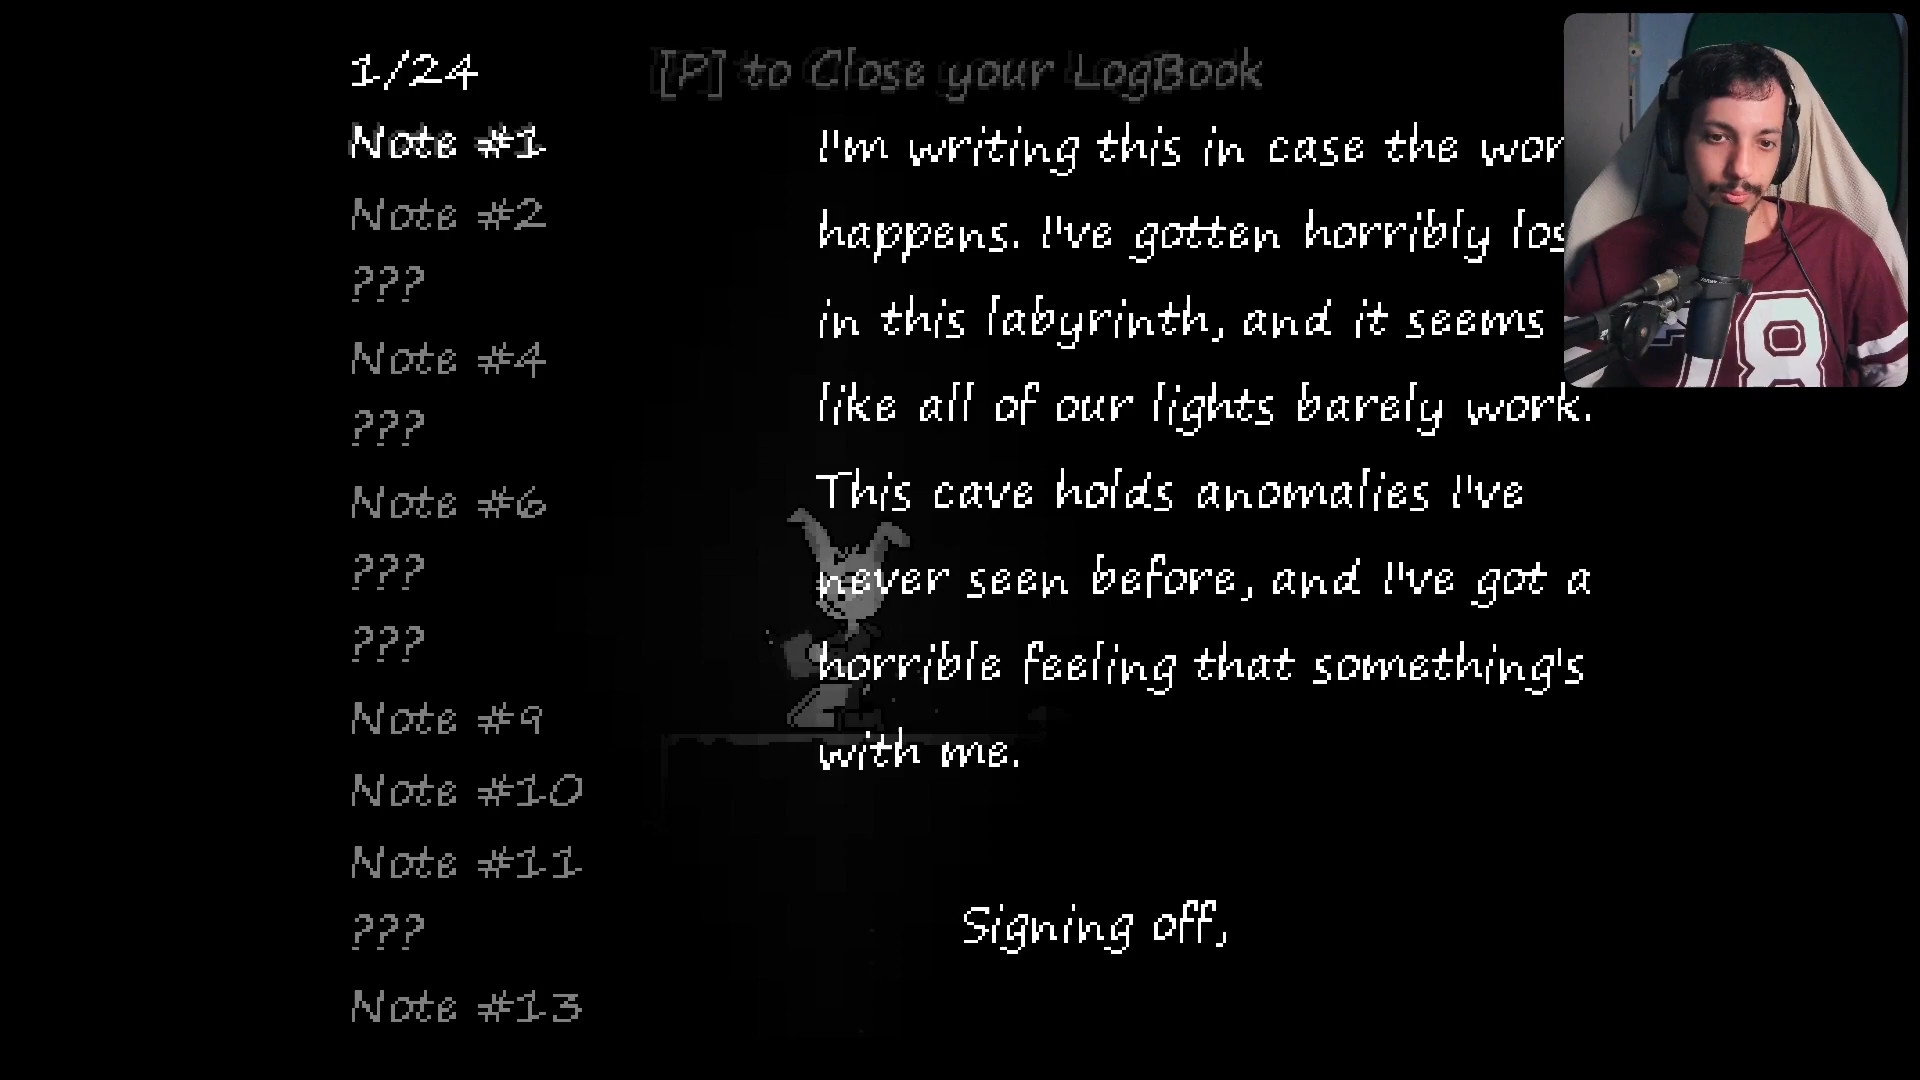 1/24
[P] to Close your LogBook
Note #1
Note #2
???
Note #4
???
Note #6
???
???
Note #9
Note #10
Note #11
???
Note #13
I'm writing this in case the
happens. I've gotten horribly
in this labyrinth, and it seems
like all of our lights barely work.
This cave holds anomalies I've
never seen before, and I've got a
horrible feeling that something's
with me.
Signing off,
78